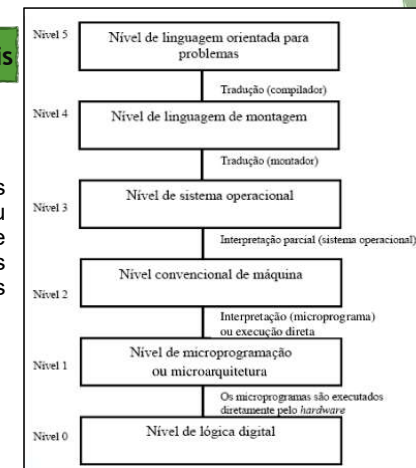 is
s
u
e
s
s
Nível 5
Nível de linguagem orientada para
problemas
Tradução (compilador)
Nível 4
Nível de linguagem de montagem
Tradução (montador)
Nível 3
Nível de sistema operacional
Interpretação parcial (sistema operacional)
Nível 2
Nível convencional de máquina
Interpretação (microprograma)
ou execução direta
Nível 1
Nível de microprogramação
ou microarquitetura
Os microprogramas são executados
diretamente pelo hardware
Nível 0
Nível de lógica digital